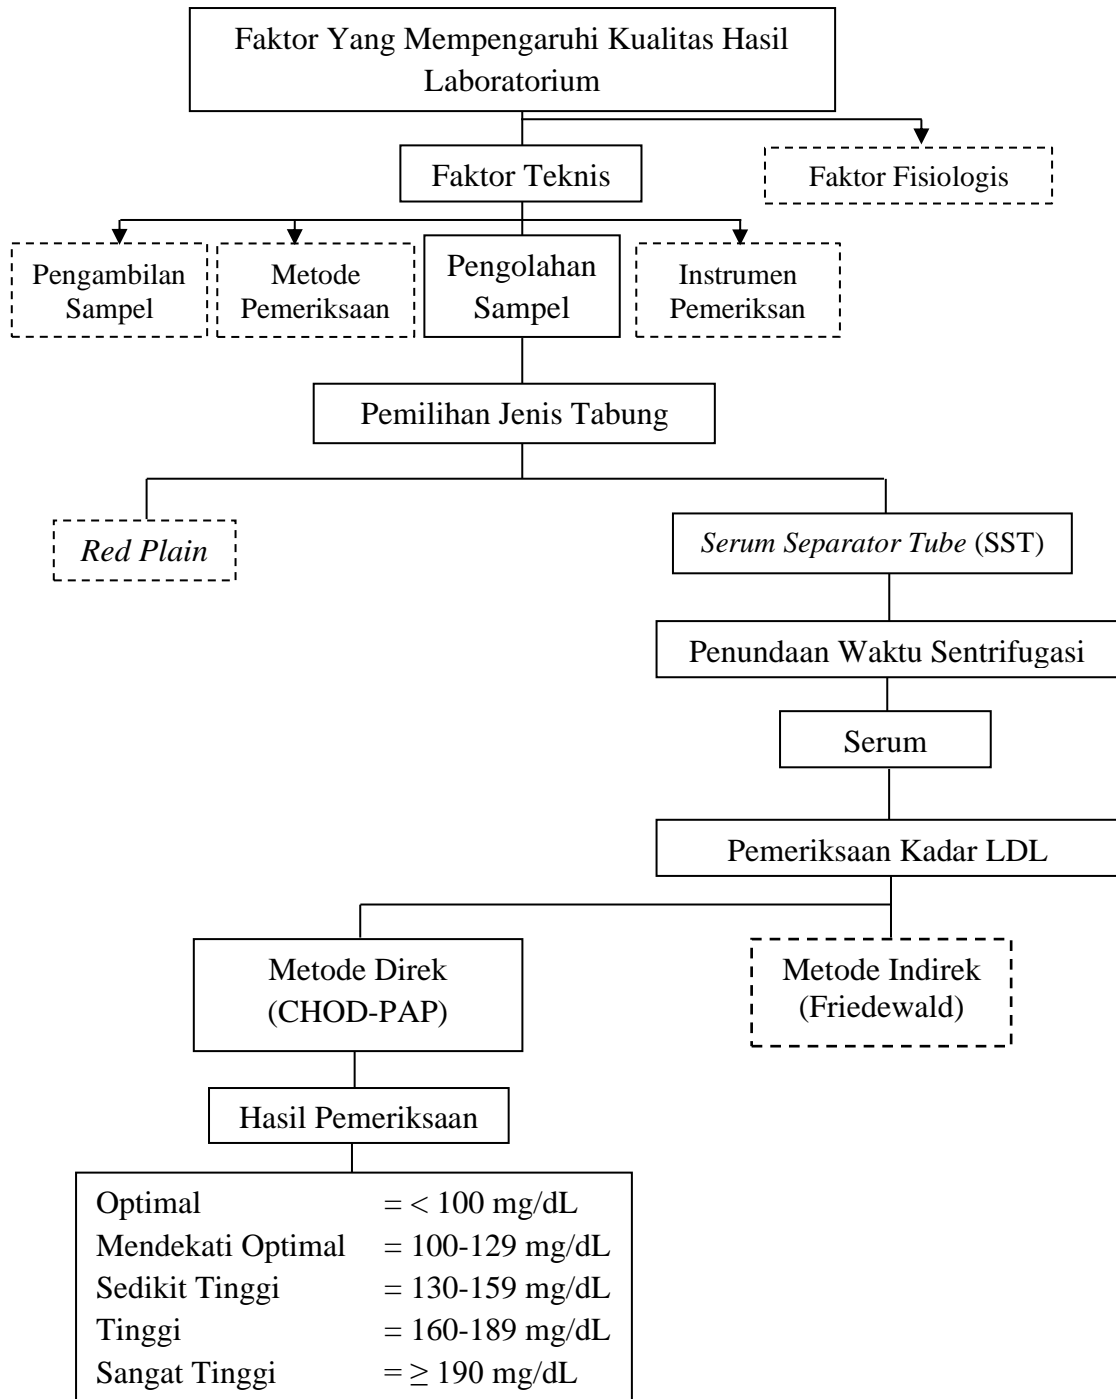 Faktor Yang Mempengaruhi Kualitas Hasil
Laboratorium
Faktor Teknis
Faktor Fisiologis
Pengambilan
Sampel
Metode
Pemeriksaan
Pengolahan
Sampel
Instrumen
Pemeriksan
Pemilihan Jenis Tabung
Red Plain
Serum Separator Tube (SST)
Penundaan Waktu Sentrifugasi
Serum
Pemeriksaan Kadar LDL
Metode Direk
(CHOD-PAP)
Metode Indirek
(Friedewald)
Hasil Pemeriksaan
Optimal = < 100 mg/dL
Mendekati Optimal = 100-129 mg/dL
Sedikit Tinggi = 130-159 mg/dL
Tinggi = 160-189 mg/dL
Sangat Tinggi = ≥ 190 mg/dL